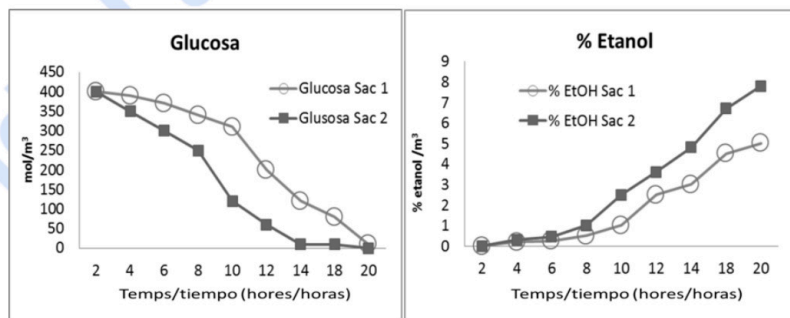 Glucosa
450
400
350
300
250
200
150
100
50
0
mol/m³
Glucosa Sac 1
Glusosa Sac 2
2 4 6 8 10 12 14 18 20
Temps/tiempo (hores/horas)
% Etanol
9
8
7
6
5
4
3
2
1
0
% etanol /m³
% EtOH Sac 1
% EtOH Sac 2
2 4 6 8 10 12 14 18 20
Temps/tiempo (hores/horas)